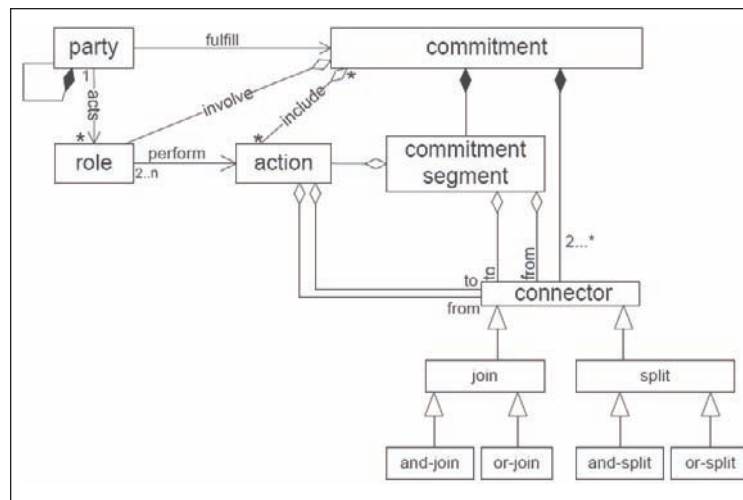 party
fulfill
commitment
1
acts
*
involve
include
*
*
role
perform
2..n
action
commitment
segment
to
from
2...*
to
from
connector
join
split
and-join
or-join
and-split
or-split